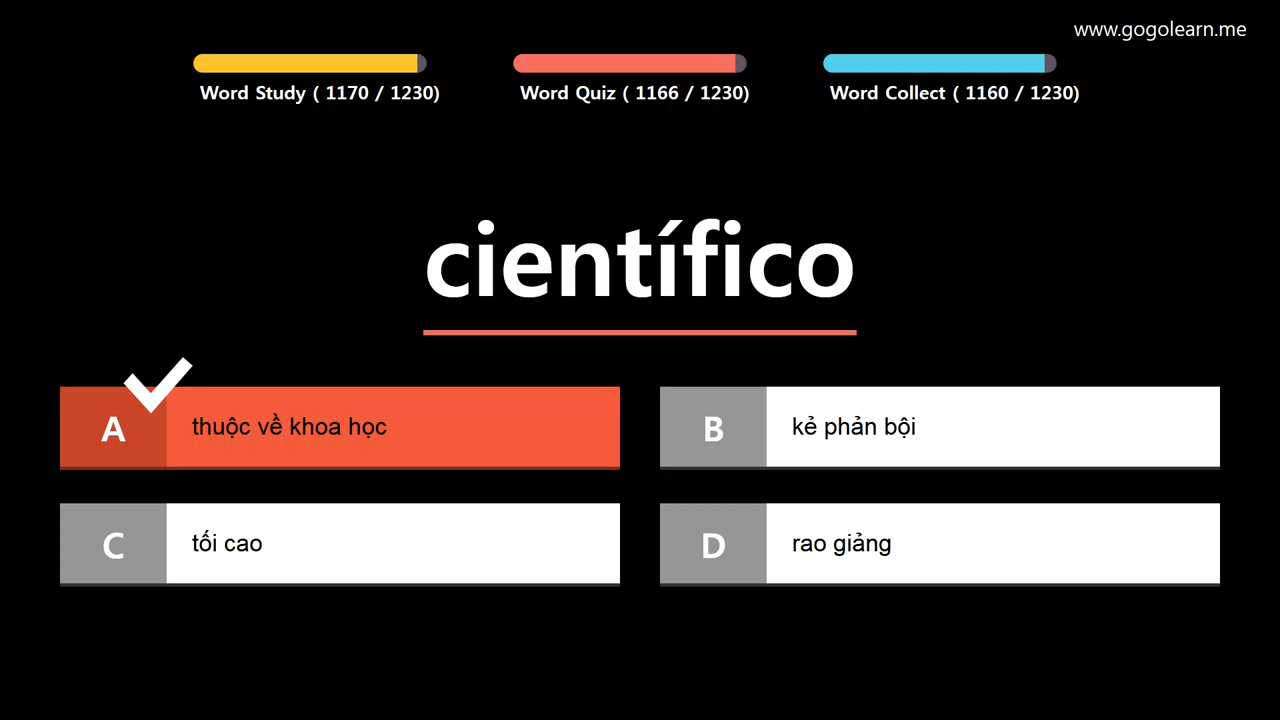 www.gogolearn.me
Word Study ( 1170 / 1230)
Word Quiz ( 1166 / 1230)
Word Collect ( 1160 / 1230)
científico
A
thuộc về khoa học
B
kẻ phản bội
C
tối cao
D
rao giảng